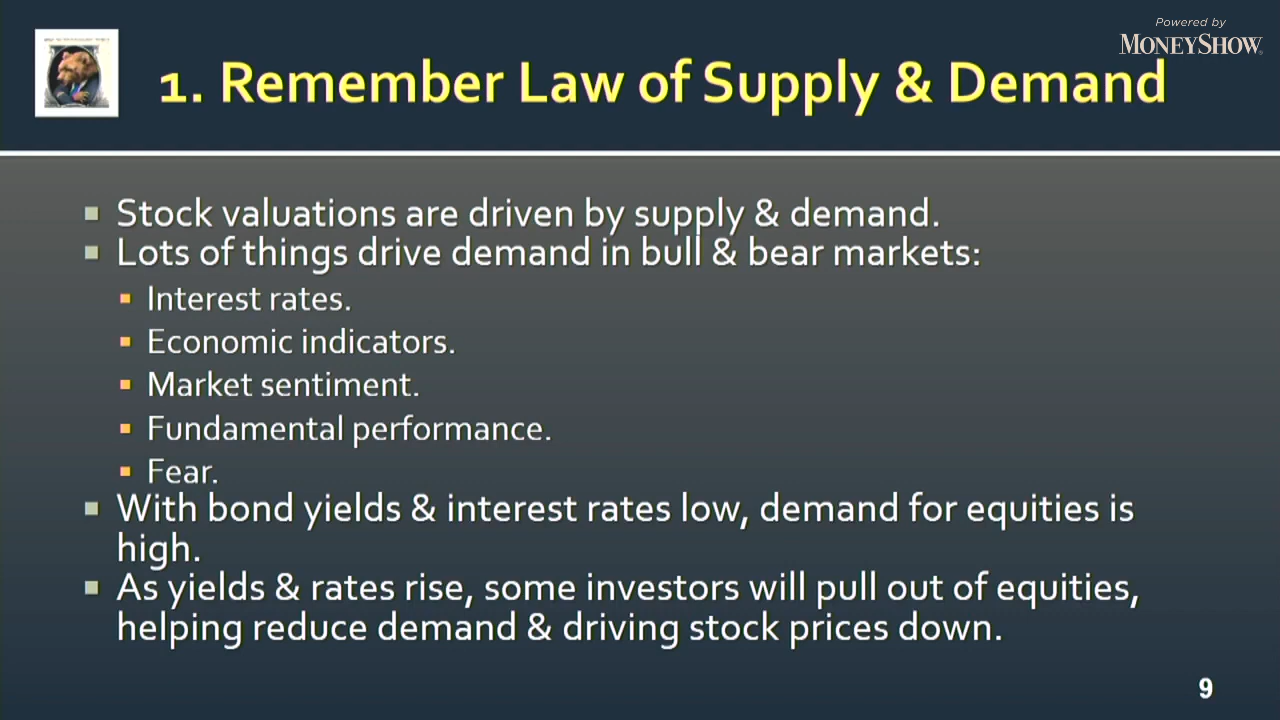 Powered by
MONEYSHOW
1. Remember Law of Supply & Demand
Stock valuations are driven by supply & demand.
Lots of things drive demand in bull & bear markets:
Interest rates.
Economic indicators.
Market sentiment.
Fundamental performance.
Fear.
With bond yields & interest rates low, demand for equities is
high.
As yields & rates rise, some investors will pull out of equities,
helping reduce demand & driving stock prices down.
9